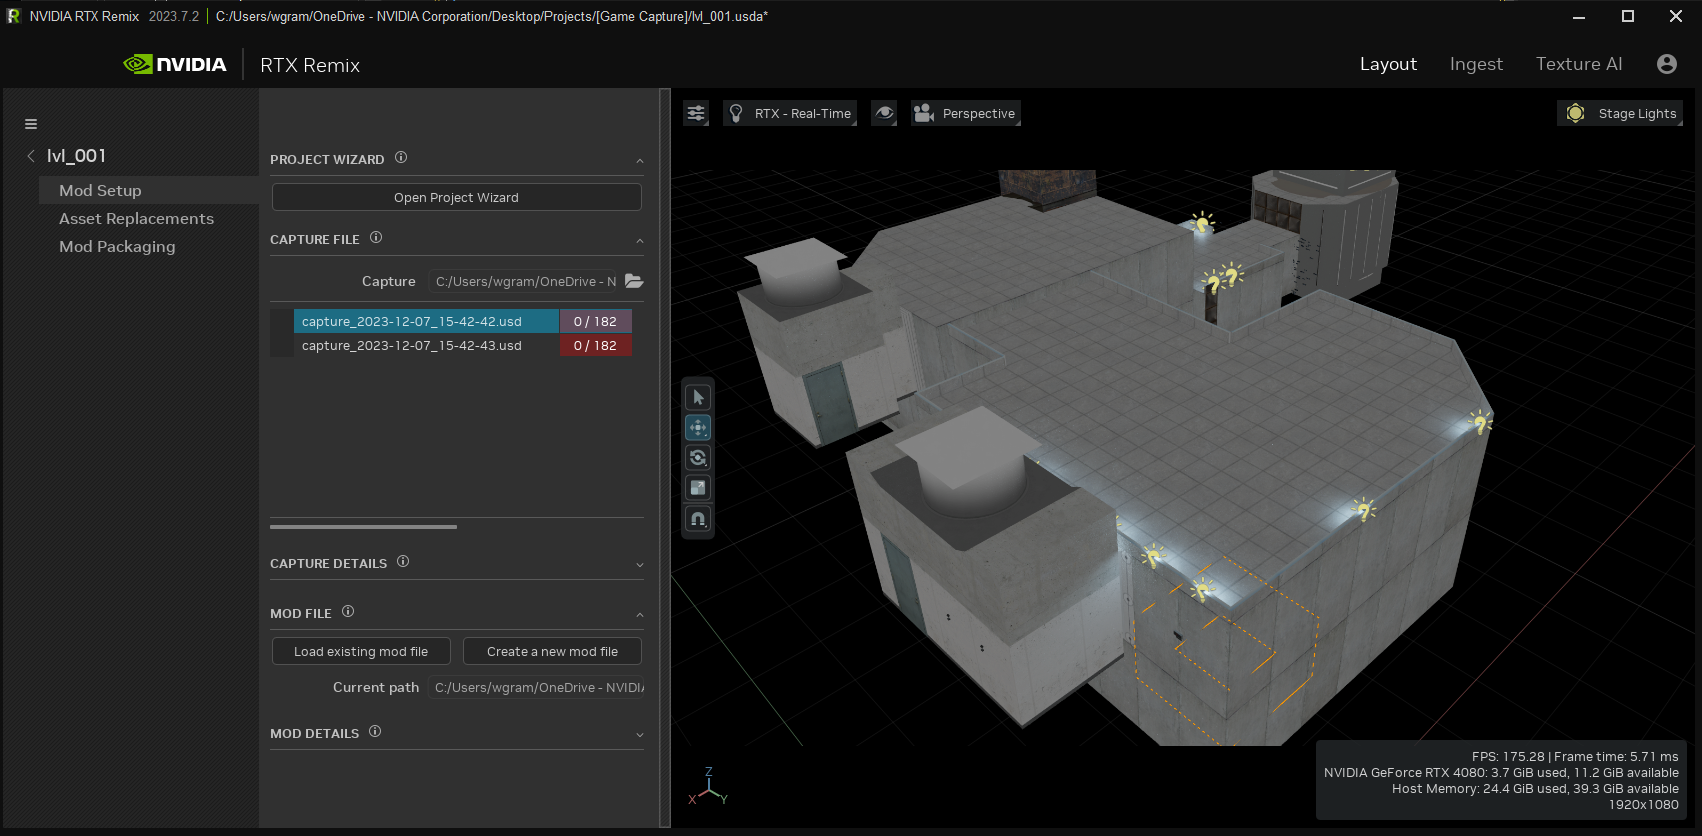 NVIDIA RTX Remix 2023.7.2 | C:/Users/wgram/OneDrive - NVIDIA Corporation/Desktop/Projects/[Game Capture]/lvl_001.usda*
NVIDIA RTX Remix
Layout Ingest Texture AI
lvl_001
Mod Setup
Asset Replacements
Mod Packaging
PROJECT WIZARD
Open Project Wizard
CAPTURE FILE
Capture C:/Users/wgram/OneDrive - N
capture_2023-12-07_15-42-42.usd 0 / 182
capture_2023-12-07_15-42-43.usd 0 / 182
CAPTURE DETAILS
MOD FILE
Load existing mod file Create a new mod file
Current path C:/Users/wgram/OneDrive - NVIDIA
MOD DETAILS
RTX - Real-Time Perspective Stage Lights
Z
X Y
FPS: 175.28 | Frame time: 5.71 ms
NVIDIA GeForce RTX 4080: 3.7 GiB used, 11.2 GiB available
Host Memory: 24.4 GiB used, 39.3 GiB available
1920x1080